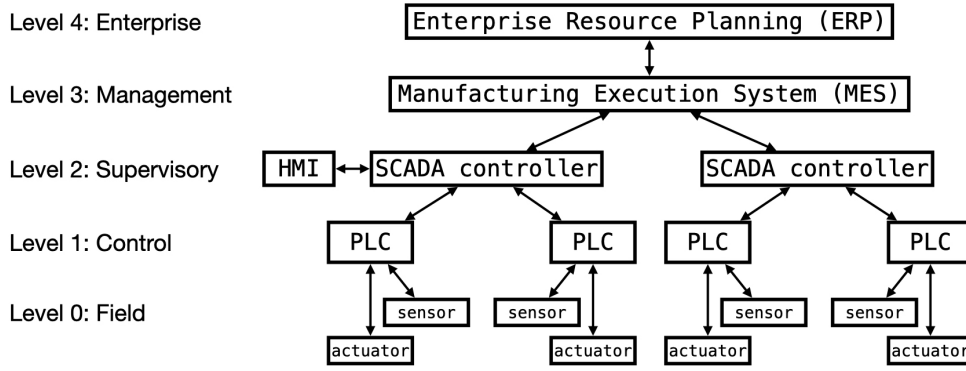 Level 4: Enterprise
Enterprise Resource Planning (ERP)
Level 3: Management
Manufacturing Execution System (MES)
Level 2: Supervisory
HMI
SCADA controller
SCADA controller
Level 1: Control
PLC
PLC
PLC
PLC
Level 0: Field
sensor
sensor
sensor
sensor
actuator
actuator
actuator
actuator